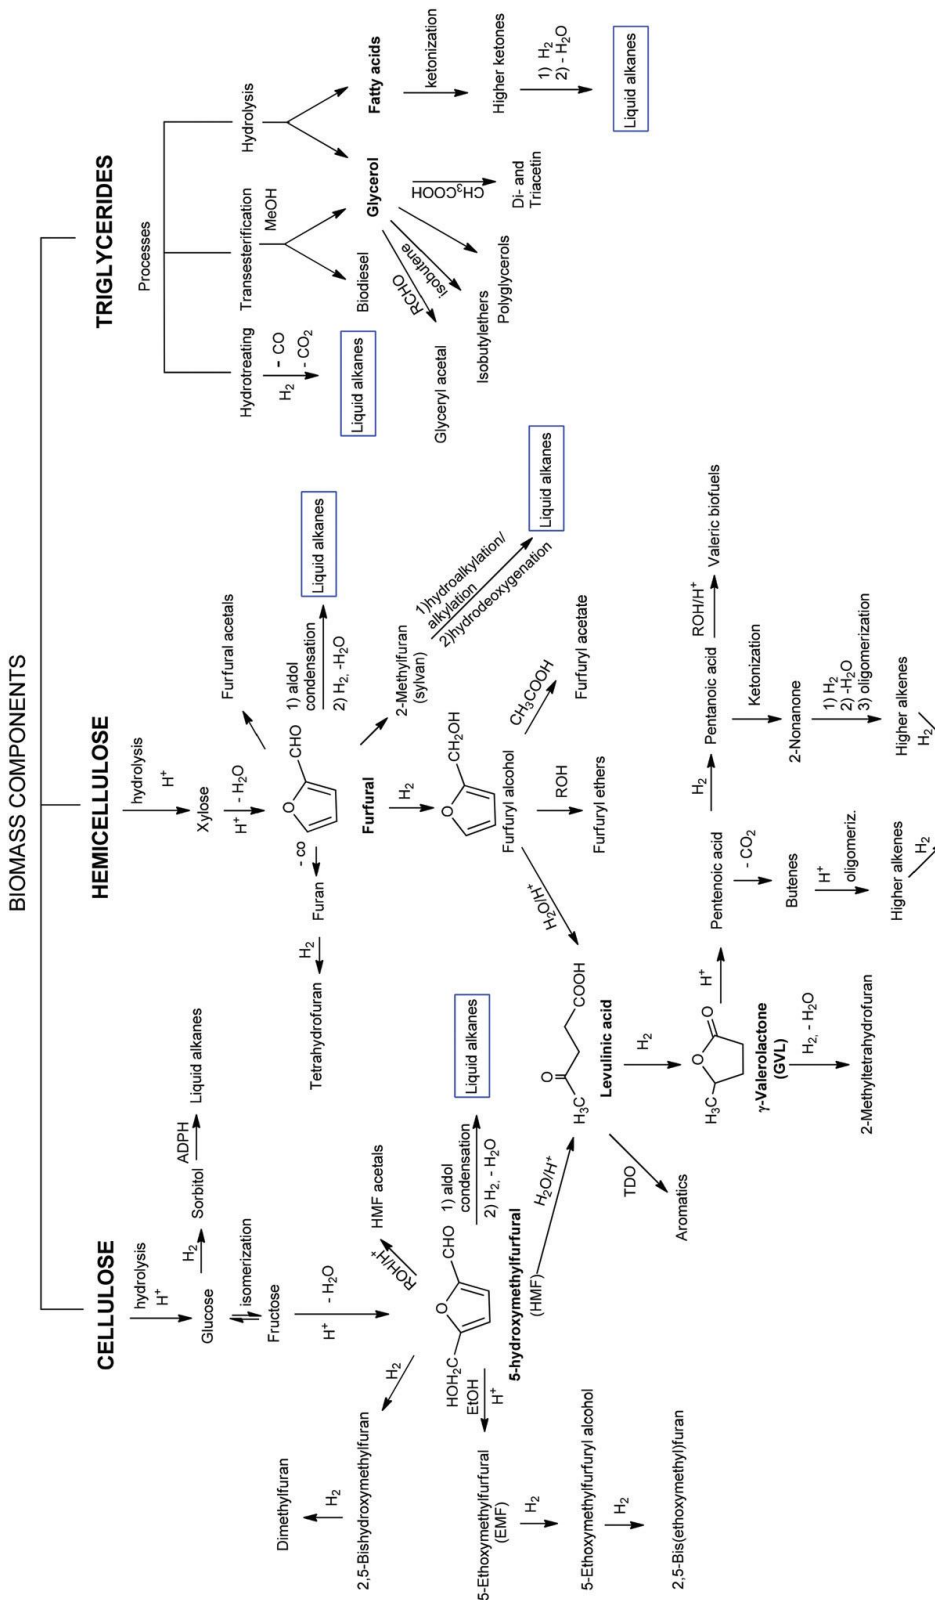 BIOMASS COMPONENTS
CELLULOSE
hydrolysis
H+
Glucose
H2
Sorbitol
ADPH
Liquid alkanes
isomerization
Fructose
H+
- H2O
ROH/H+
HMF acetals
H2
2,5-Bishydroxymethylfuran
H2
Dimethylfuran
HOH2C
O
CHO
1) aldol
condensation
2) H2, - H2O
Liquid alkanes
5-hydroxymethylfurfural
(HMF)
EtOH
H+
5-Ethoxymethylfurfural
(EMF)
H2
5-Ethoxymethylfurfuryl alcohol
H2
2,5-Bis(ethoxymethyl)furan
H2O/H+
HEMICELLULOSE
hydrolysis
H+
Xylose
H+
- H2O
O
CHO
Furfural acetals
1) aldol
condensation
2) H2, -H2O
Liquid alkanes
- co
Furan
H2
Tetrahydrofuran
Furfural
2-Methylfuran
(sylvan)
1)hydroalkylation/
alkylation
2)hydrodeoxygenation
Liquid alkanes
H2
O
CH2OH
Furfuryl alcohol
CH3COOH
Furfuryl acetate
ROH
Furfuryl ethers
H2O/H+
H3C
O
COOH
Levulinic acid
TDO
Aromatics
H2
H3C
O
O
γ-Valerolactone
(GVL)
H2, - H2O
2-Methyltetrahydrofuran
H+
Pentenoic acid
- CO2
Butenes
H+
oligomeriz.
Higher alkenes
H2
H2
Pentanoic acid
ROH/H+
Valeric biofuels
Ketonization
2-Nonanone
1) H2
2) -H2O
3) oligomerization
Higher alkenes
H2
TRIGLYCERIDES
Processes
Hydrotreating
H2
- CO
- CO2
Liquid alkanes
Transesterification
MeOH
Biodiesel
Hydrolysis
Glycerol
Fatty acids
RCHO
Glyceryl acetal
isobutene
Isobutylethers
Polyglycerols
CH3COOH
Di- and
Triacetin
ketonization
Higher ketones
1) H2
2) - H2O
Liquid alkanes